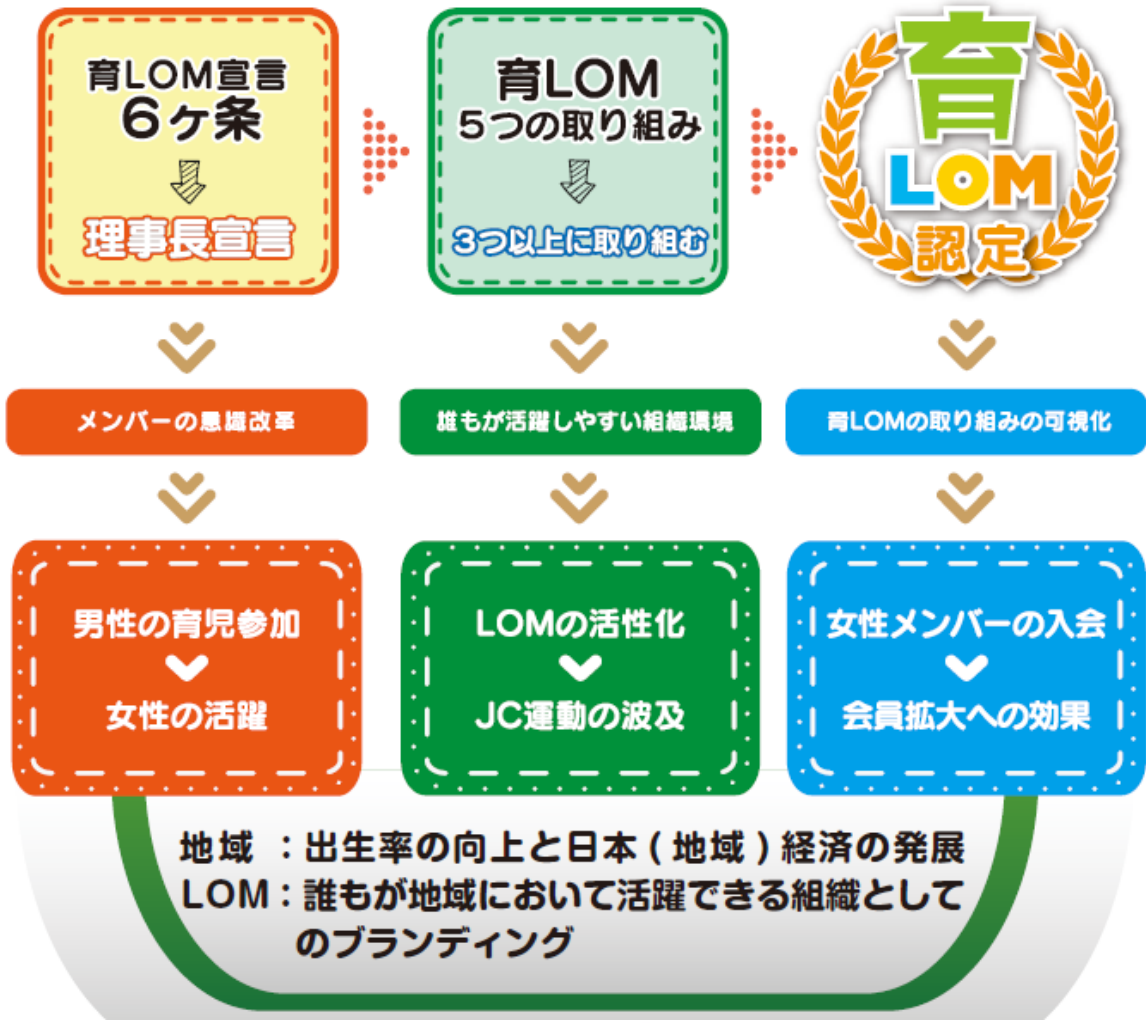 育LOM宣言
6ヶ条
理事長宣言
育LOM
5つの取り組み
3つ以上に取り組む
育
LOM
認定
メンバーの意識改革
誰もが活躍しやすい組織環境
育LOMの取り組みの可視化
男性の育児参加
女性の活躍
LOMの活性化
JC運動の波及
女性メンバーの入会
会員拡大への効果
地域 ：出生率の向上と日本 ( 地域 ) 経済の発展
LOM：誰もが地域において活躍できる組織として
のブランディング